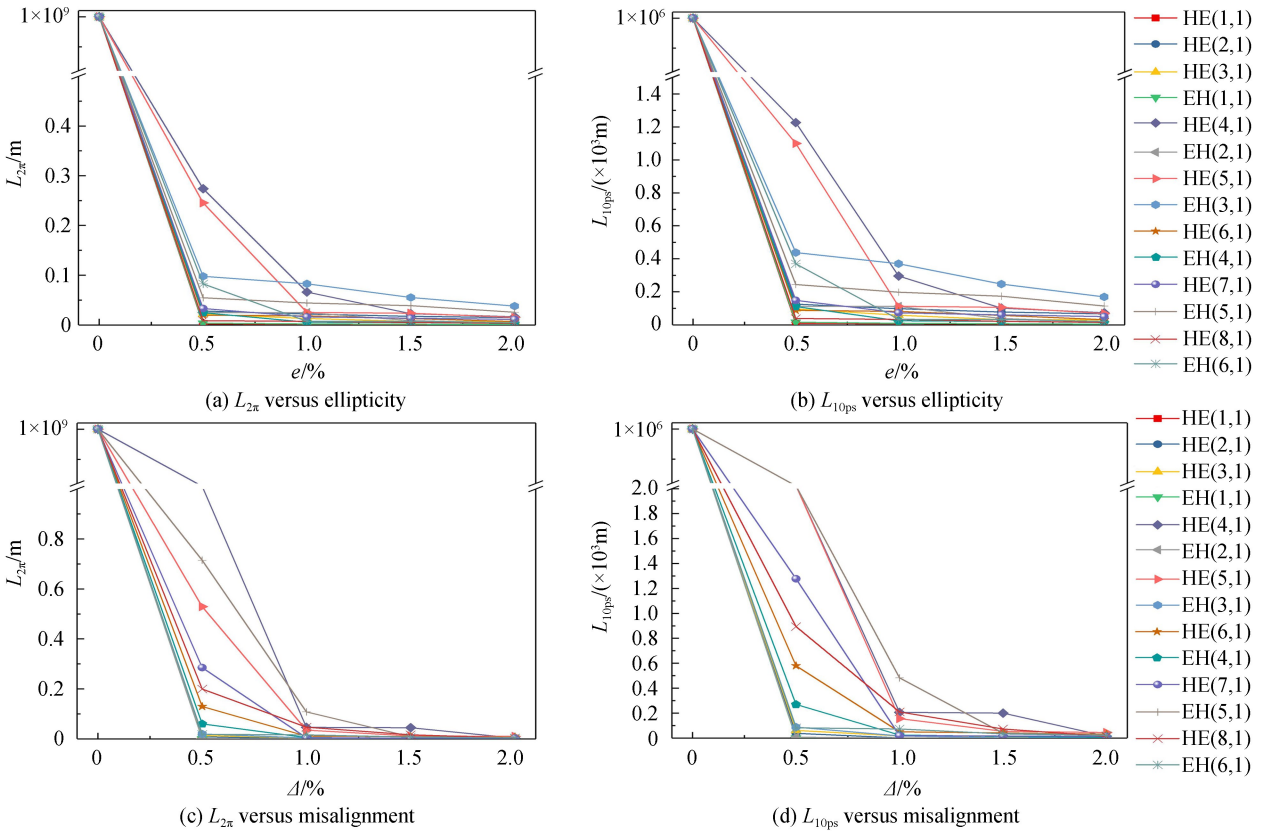 1×10⁹
0.4
0.3
0.2
0.1
0
L₂π/m
0 0.5 1.0 1.5 2.0
e/%
(a) L₂π versus ellipticity
1×10⁶
1.4
1.2
1.0
0.8
0.6
0.4
0.2
0
L₁₀ps/(×10³m)
0 0.5 1.0 1.5 2.0
e/%
(b) L₁₀ps versus ellipticity
HE(1,1)
HE(2,1)
HE(3,1)
EH(1,1)
HE(4,1)
EH(2,1)
HE(5,1)
EH(3,1)
HE(6,1)
EH(4,1)
HE(7,1)
EH(5,1)
HE(8,1)
EH(6,1)
1×10⁹
0.8
0.6
0.4
0.2
0
L₂π/m
0 0.5 1.0 1.5 2.0
Δ/%
(c) L₂π versus misalignment
1×10⁶
2.0
1.8
1.6
1.4
1.2
1.0
0.8
0.6
0.4
0.2
0
L₁₀ps/(×10³m)
0 0.5 1.0 1.5 2.0
Δ/%
(d) L₁₀ps versus misalignment
HE(1,1)
HE(2,1)
HE(3,1)
EH(1,1)
HE(4,1)
EH(2,1)
HE(5,1)
EH(3,1)
HE(6,1)
EH(4,1)
HE(7,1)
EH(5,1)
HE(8,1)
EH(6,1)